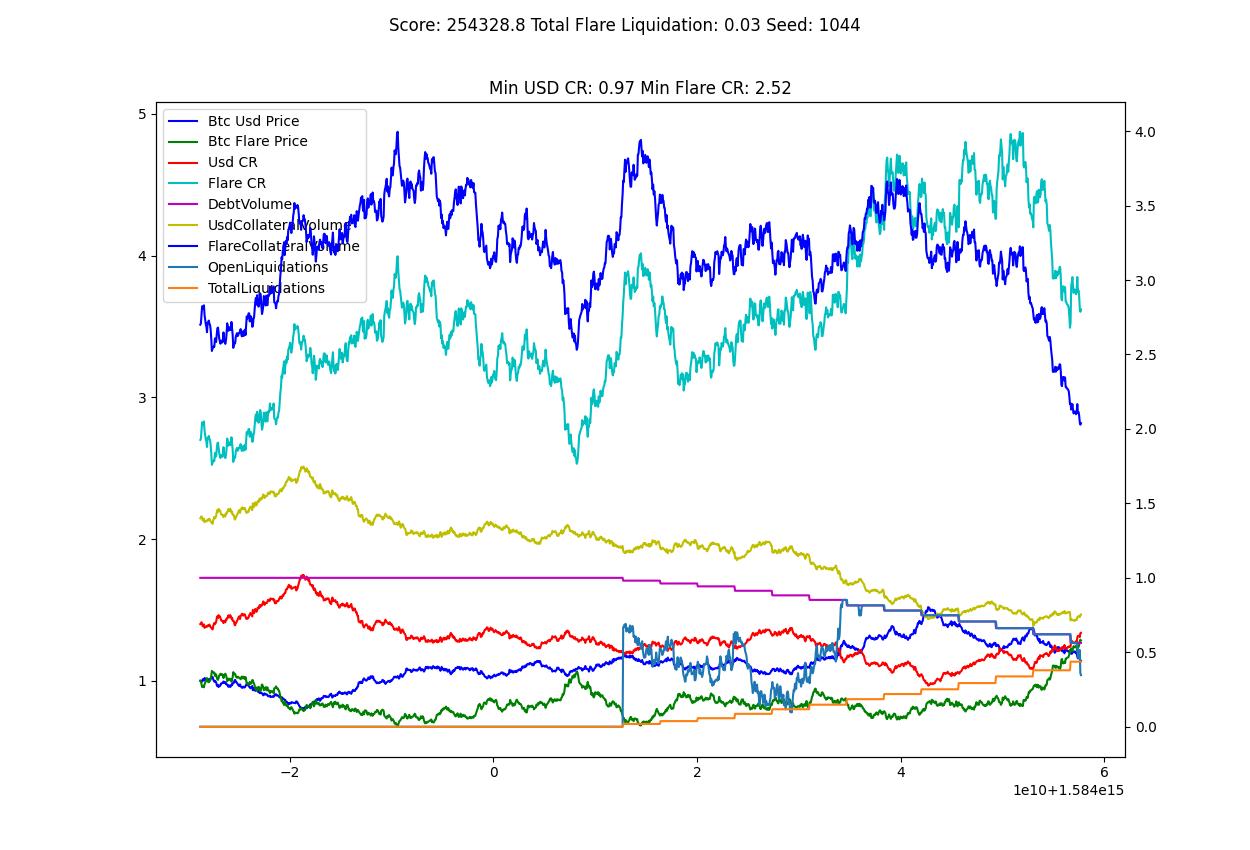 Score: 254328.8 Total Flare Liquidation: 0.03 Seed: 1044
Min USD CR: 0.97 Min Flare CR: 2.52
Btc Usd Price
Btc Flare Price
Usd CR
Flare CR
DebtVolume
UsdCollateralVolume
FlareCollateralVolume
OpenLiquidations
TotalLiquidations
5
4
3
2
1
4.0
3.5
3.0
2.5
2.0
1.5
1.0
0.5
0.0
−2
0
2
4
6
1e10+1.584e15